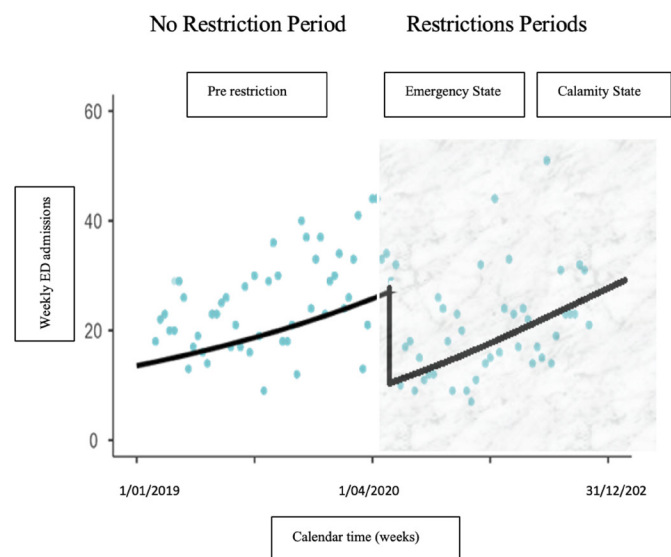 No Restriction Period
Restrictions Periods
Pre restriction
Emergency State
Calamity State
60
40
20
0
Weekly ED admissions
1/01/2019
1/04/2020
31/12/202
Calendar time (weeks)